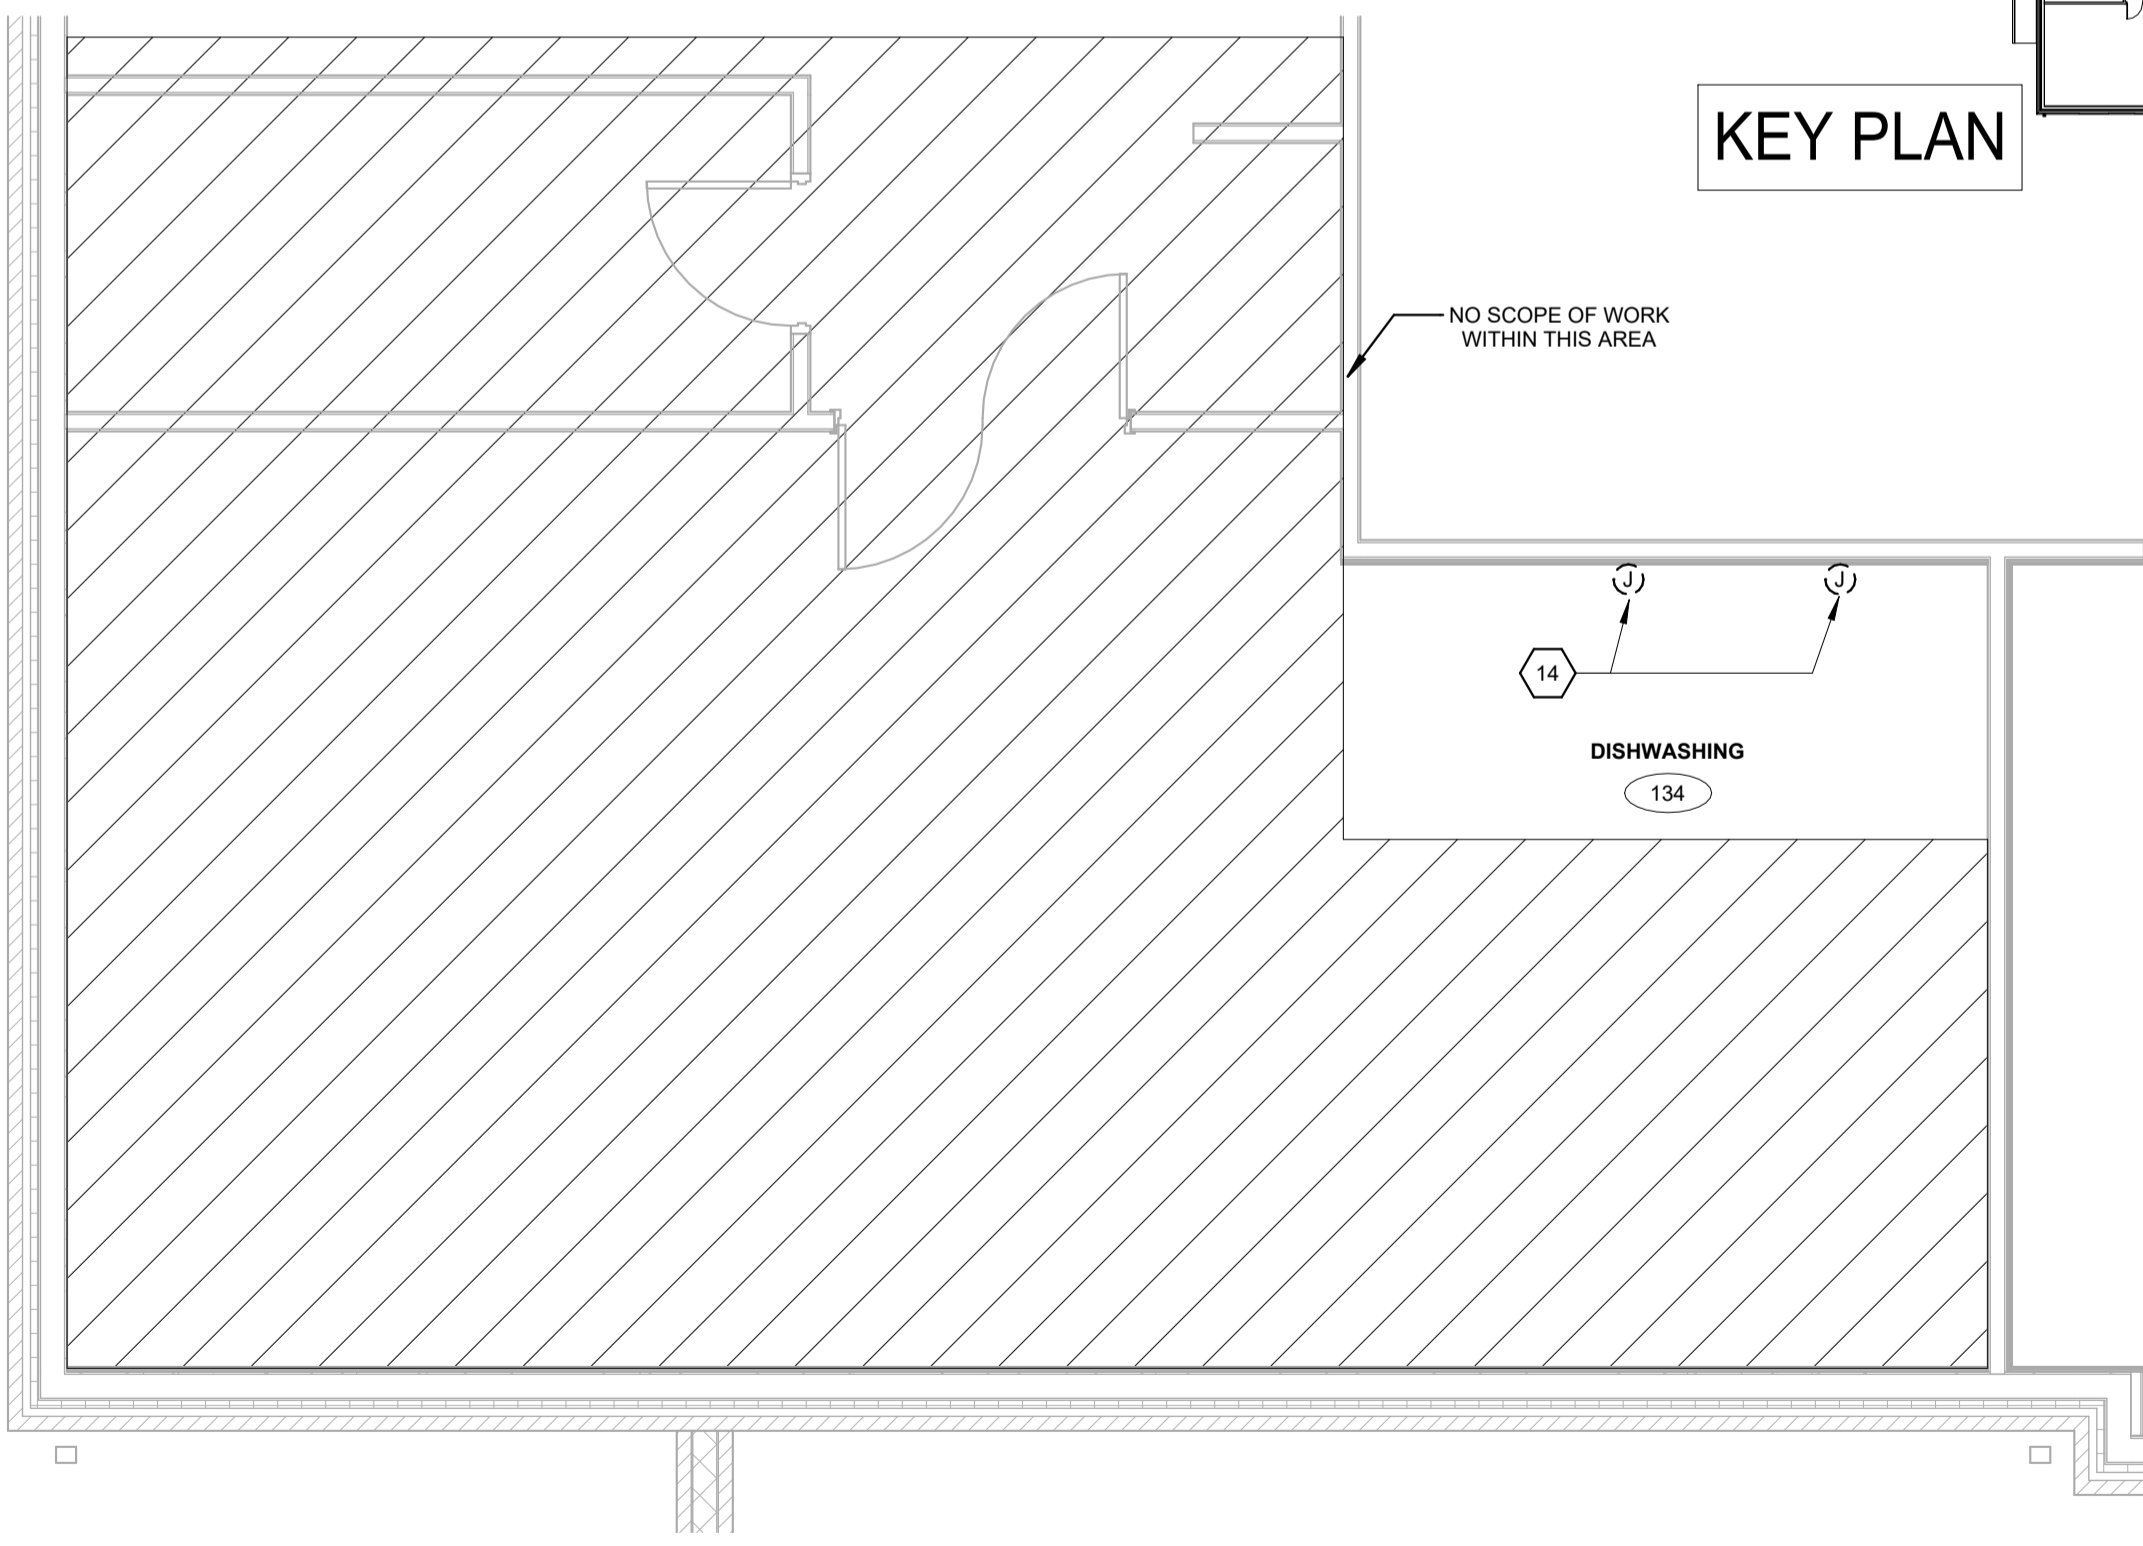 KEY PLAN
NO SCOPE OF WORK
WITHIN THIS AREA
J
J
14
DISHWASHING
134